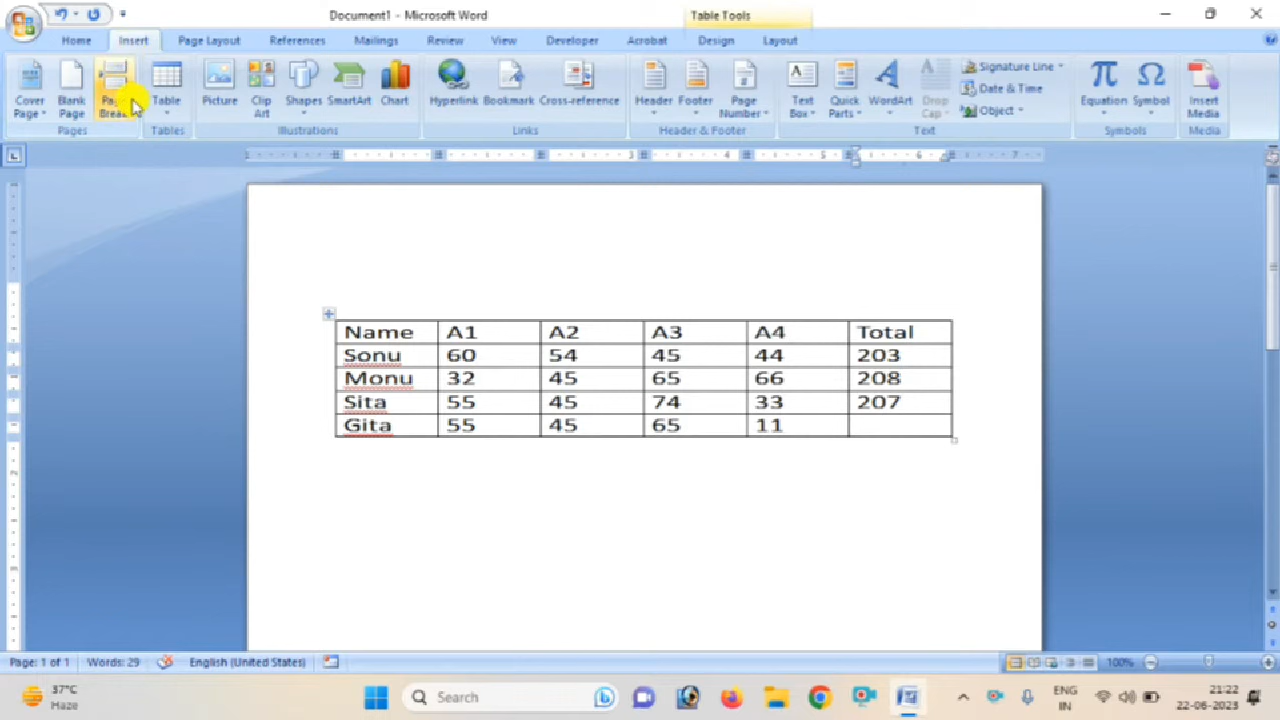 Document1 - Microsoft Word
Table Tools
Home Insert Page Layout References Mailings Review View Developer Acrobat Design Layout
Cover Page
Blank Page
Table
Picture
Clip Art
Shapes
SmartArt
Chart
Hyperlink
Bookmark
Cross-reference
Header
Footer
Page Number
Text Box
Quick Parts
WordArt
Drop Cap
Signature Line
Date & Time
Object
Equation
Symbol
Insert Media
Pages Tables Illustrations Links Header & Footer Text Symbols Media
Name A1 A2 A3 A4 Total
Sonu 60 54 45 44 203
Monu 32 45 65 66 208
Sita 55 45 74 33 207
Gita 55 45 65 11
Page: 1 of 1 Words: 29 English (United States) 100%
37°C
Haze
Search
ENG
IN
21:22
22-06-2023